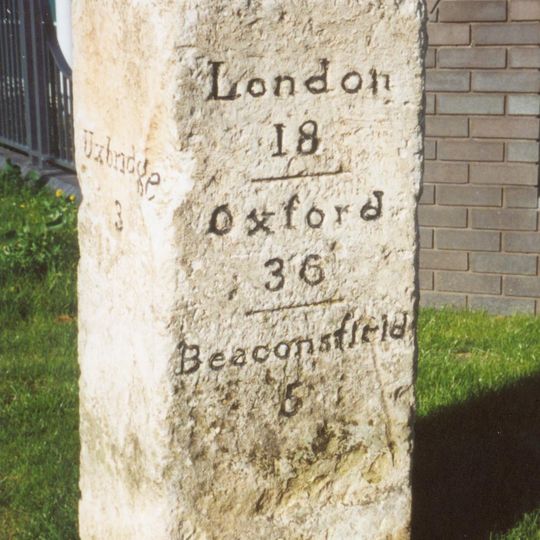 Uxbridge
3
London
18
Oxford
36
Beaconsfield
5